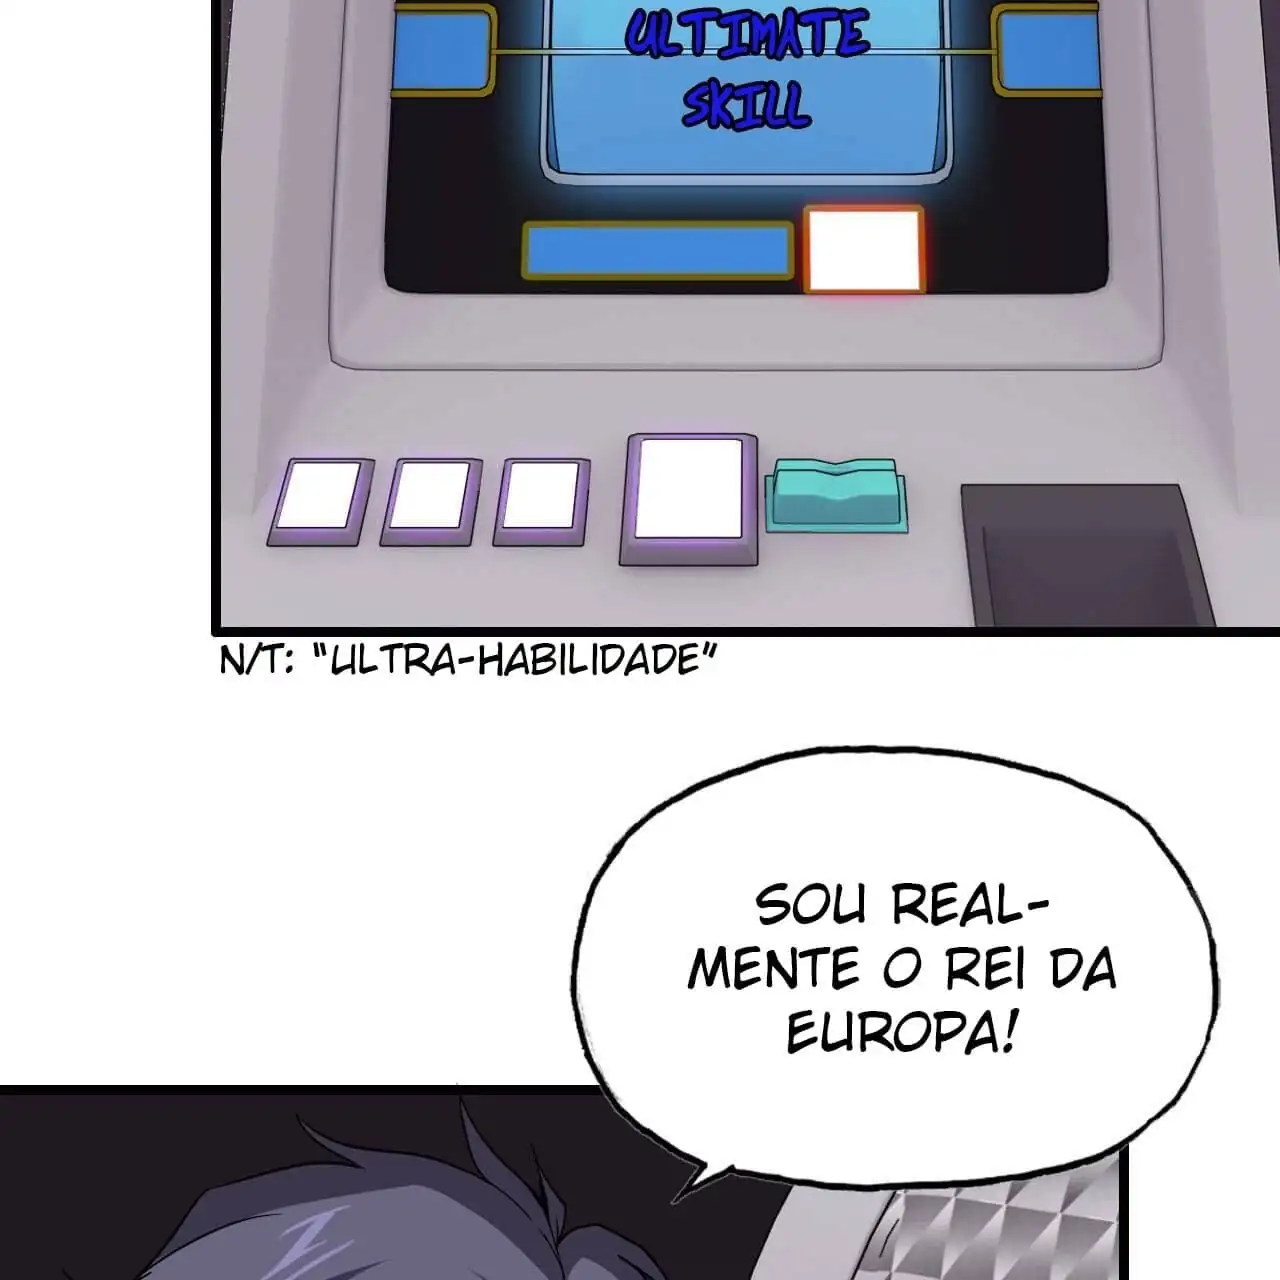 ULTIMATE
SKILL
N/T: "ULTRA-HABILIDADE"
SOU REAL-
MENTE O REI DA
EUROPA!